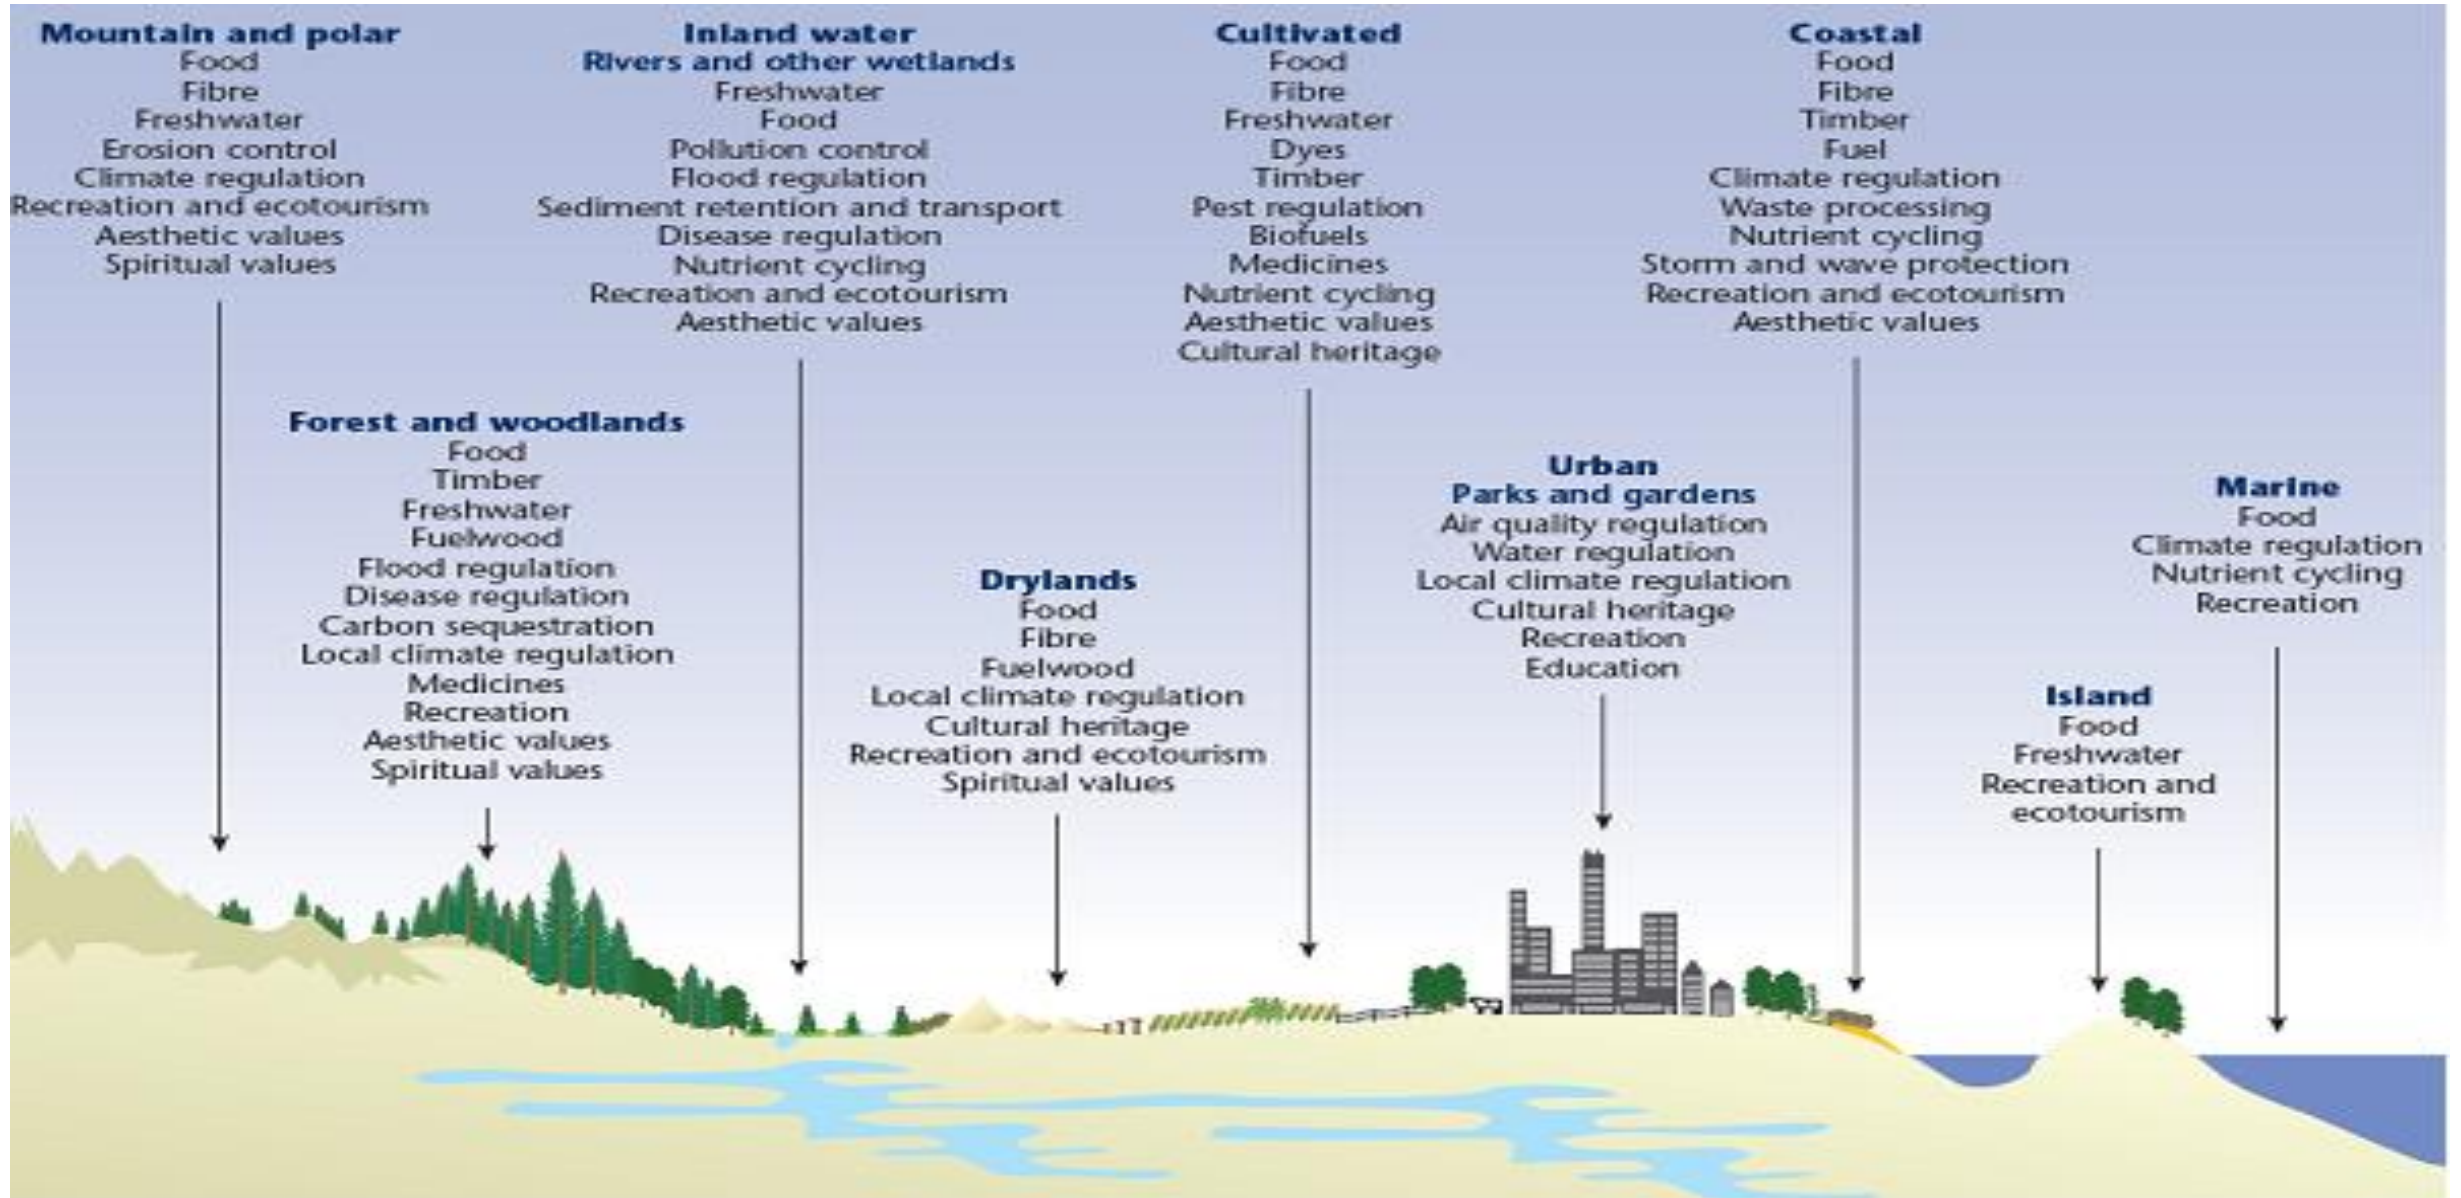 Mountain and polar
Food
Fibre
Freshwater
Erosion control
Climate regulation
Recreation and ecotourism
Aesthetic values
Spiritual values
Forest and woodlands
Food
Timber
Freshwater
Fuelwood
Flood regulation
Disease regulation
Carbon sequestration
Local climate regulation
Medicines
Recreation
Aesthetic values
Spiritual values
Inland water
Rivers and other wetlands
Freshwater
Food
Pollution control
Flood regulation
Sediment retention and transport
Disease regulation
Nutrient cycling
Recreation and ecotourism
Aesthetic values
Drylands
Food
Fibre
Fuelwood
Local climate regulation
Cultural heritage
Recreation and ecotourism
Spiritual values
Cultivated
Food
Fibre
Freshwater
Dyes
Timber
Pest regulation
Biofuels
Medicines
Nutrient cycling
Aesthetic values
Cultural heritage
Urban
Parks and gardens
Air quality regulation
Water regulation
Local climate regulation
Cultural heritage
Recreation
Education
Coastal
Food
Fibre
Timber
Fuel
Climate regulation
Waste processing
Nutrient cycling
Storm and wave protection
Recreation and ecotourism
Aesthetic values
Island
Food
Freshwater
Recreation and
ecotourism
Marine
Food
Climate regulation
Nutrient cycling
Recreation